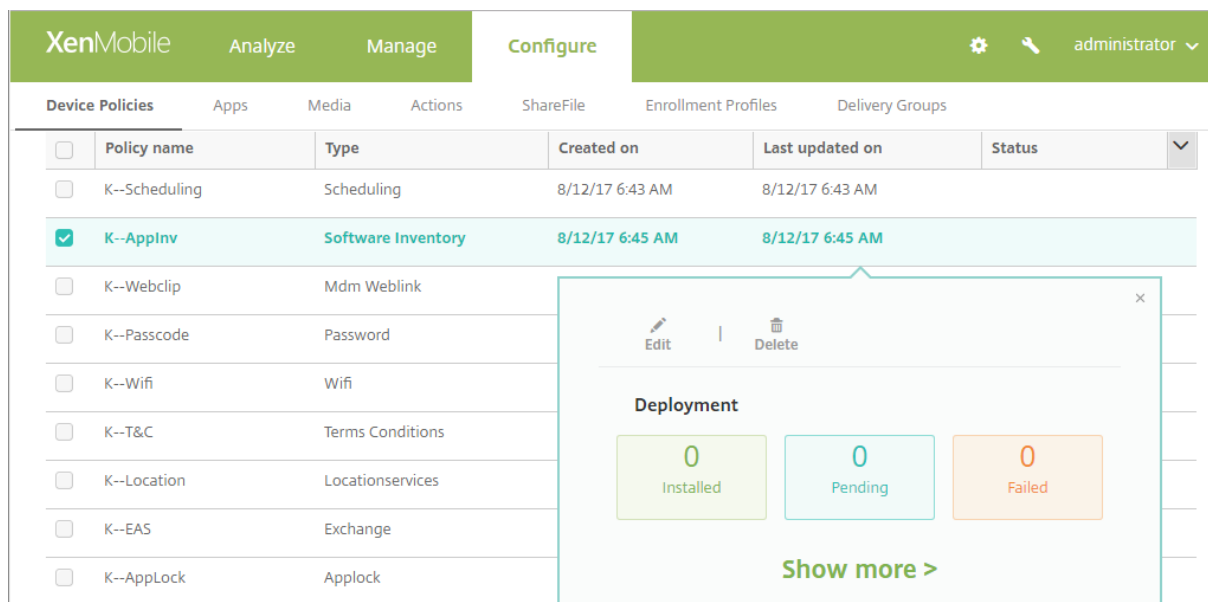 XenMobile Analyze Manage Configure administrator
Device Policies Apps Media Actions ShareFile Enrollment Profiles Delivery Groups
Policy name Type Created on Last updated on Status
K--Scheduling Scheduling 8/12/17 6:43 AM 8/12/17 6:43 AM
K--AppInv Software Inventory 8/12/17 6:45 AM 8/12/17 6:45 AM
K--Webclip Mdm Weblink
K--Passcode Password
K--Wifi Wifi
K--T&C Terms Conditions
K--Location Locationservices
K--EAS Exchange
K--AppLock Applock
×
Edit | Delete
Deployment
0 0 0
Installed Pending Failed
Show more >